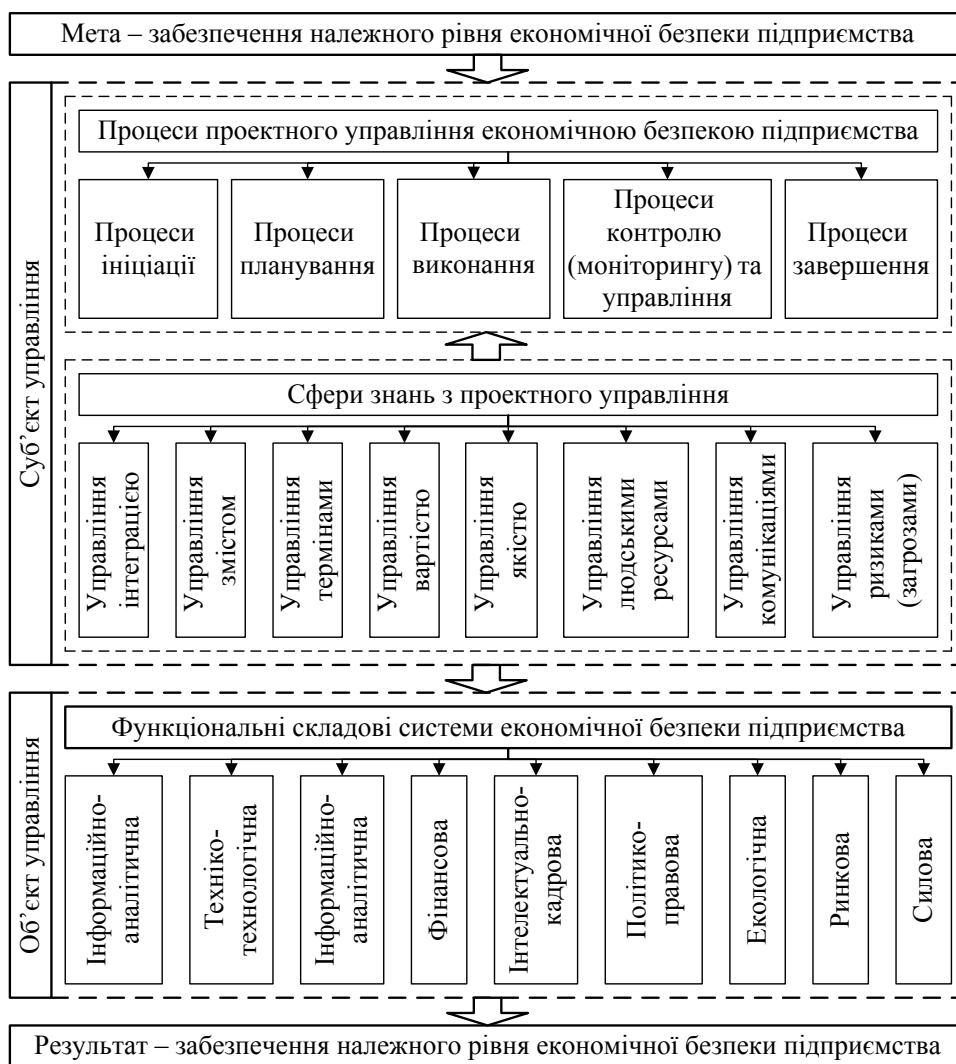 Мета – забезпечення належного рівня економічної безпеки підприємства
Суб’єкт управління
Процеси проектного управління економічною безпекою підприємства
Процеси
ініціації
Процеси
планування
Процеси
виконання
Процеси
контролю
(моніторингу) та
управління
Процеси
завершення
Сфери знань з проектного управління
Управління
інтеграцією
Управління
змістом
Управління
термінами
Управління
вартістю
Управління
якістю
Управління
людськими
ресурсами
Управління
комунікаціями
Управління
ризиками
(загрозами)
Об’єкт управління
Функціональні складові системи економічної безпеки підприємства
Інформаційно-
аналітична
Техніко-
технологічна
Інформаційно-
аналітична
Фінансова
Інтелектуально-
кадрова
Політико-
правова
Екологічна
Ринкова
Силова
Результат – забезпечення належного рівня економічної безпеки підприємства